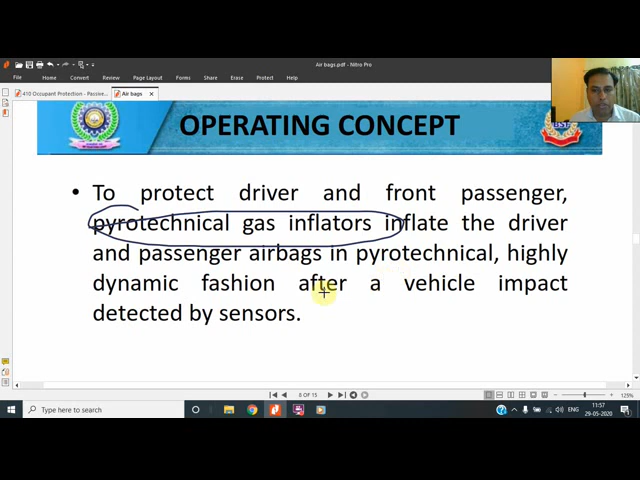 Air bags.pdf - Nitro Pro
File Home Convert Review Page Layout Forms Share Erase Protect Help
410 Occupant Protection - Passive... Air bags
OPERATING CONCEPT
BSF
• To protect driver and front passenger,
pyrotechnical gas inflators inflate the driver
and passenger airbags in pyrotechnical, highly
dynamic fashion after a vehicle impact
detected by sensors.
8 OF 15
125%
Type here to search
ENG
11:57
29-05-2020